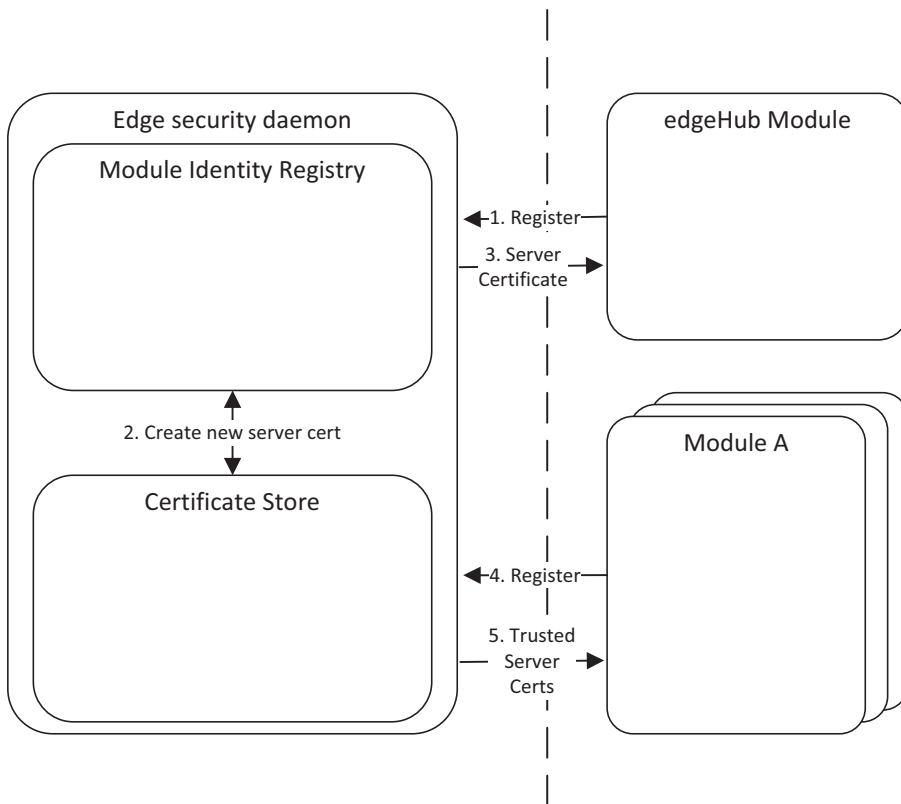 Edge security daemon
Module Identity Registry
edgeHub Module
1. Register
3. Server
Certificate
2. Create new server cert
Certificate Store
Module A
4. Register
5. Trusted
Server
Certs